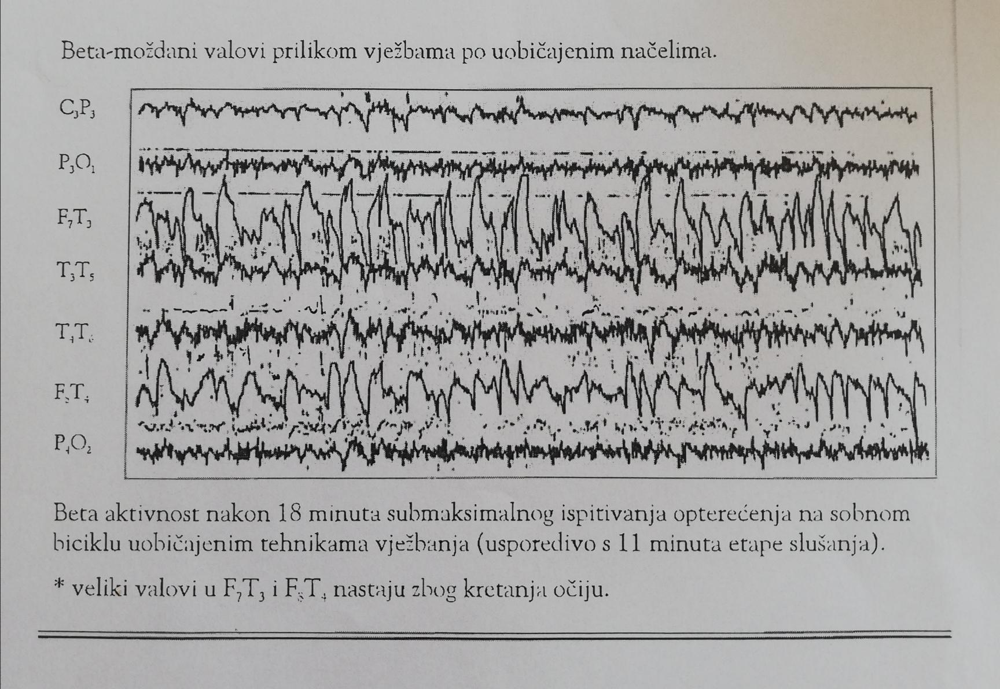 Beta-moždani valovi prilikom vježbama po uobičajenim načelima.
C₃P₃
P₃O₁
F₇T₃
T₃T₅
T₄T
F T₄
P₄O₂
Beta aktivnost nakon 18 minuta submaksimalnog ispitivanja opterećenja na sobnom
biciklu uobičajenim tehnikama vježbanja (usporedivo s 11 minuta etape slušanja).
* veliki valovi u F₇T₃ i F₈T₄ nastaju zbog kretanja očiju.